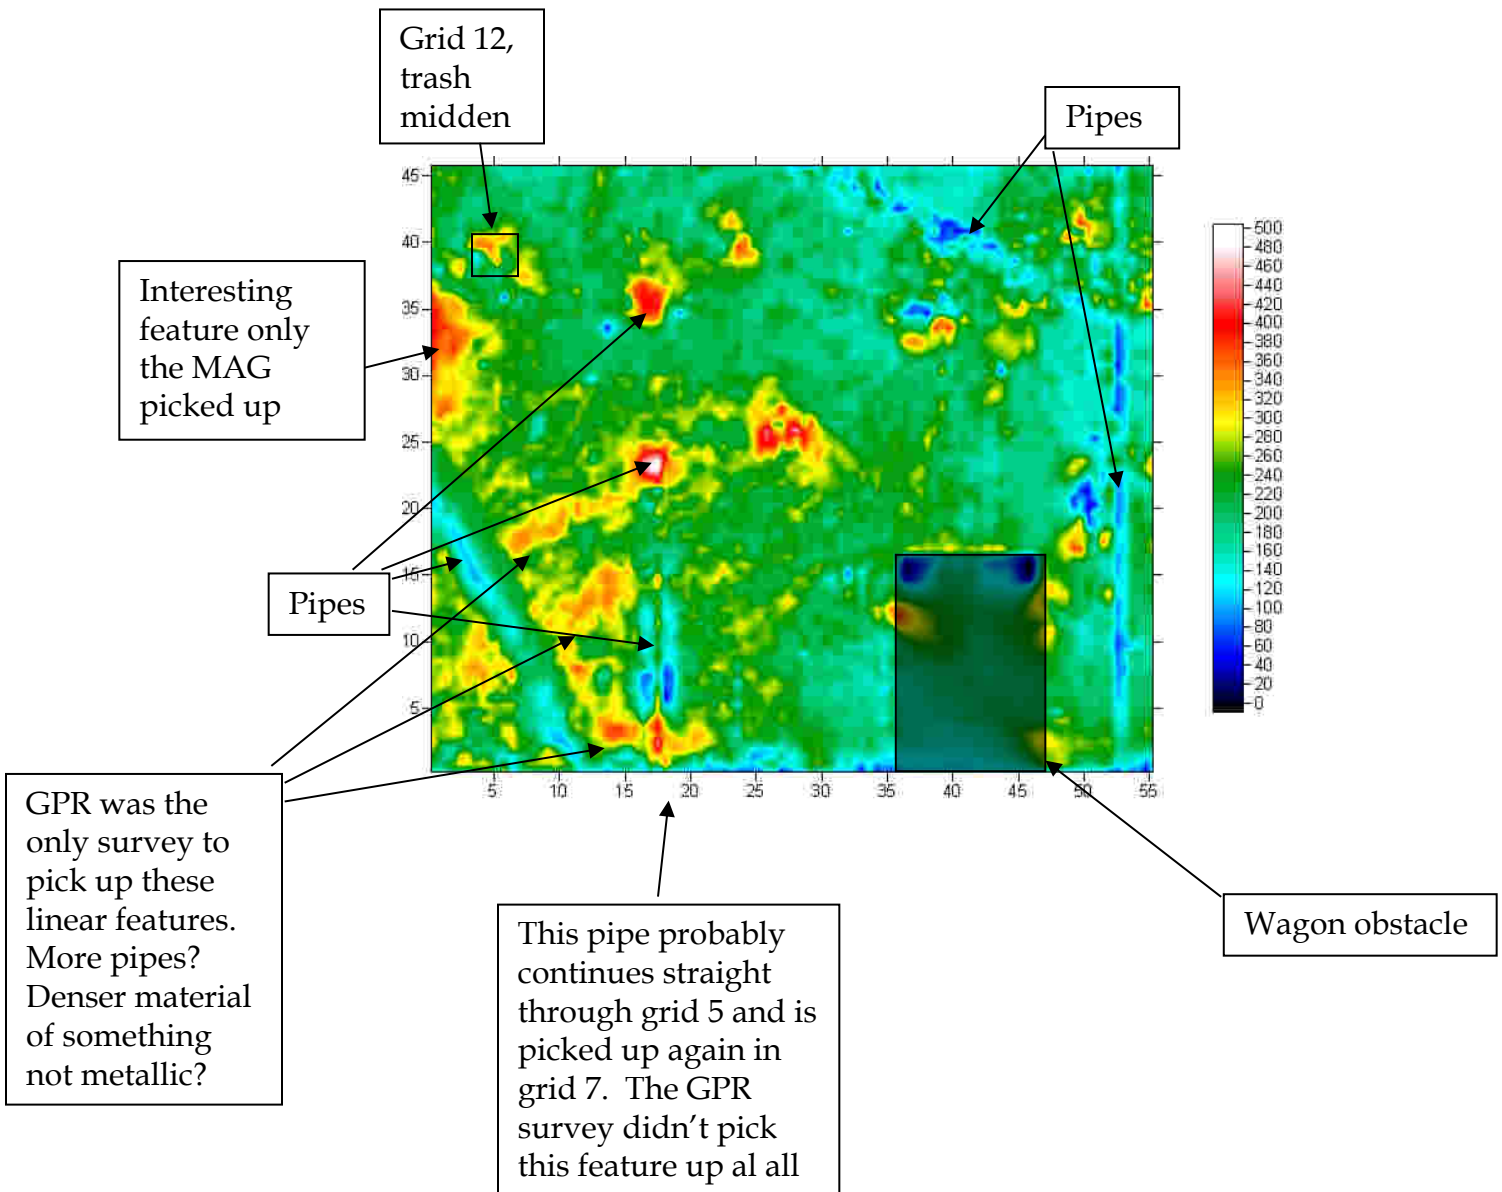 Grid 12,
trash
midden
Pipes
Interesting
feature only
the MAG
picked up
Pipes
GPR was the
only survey to
pick up these
linear features.
More pipes?
Denser material
of something
not metallic?
This pipe probably
continues straight
through grid 5 and is
picked up again in
grid 7.  The GPR
survey didn’t pick
this feature up al all
Wagon obstacle
45
40
35
30
25
20
15
10
5
5 10 15 20 25 30 35 40 45 50 55
500
480
460
440
420
400
380
360
340
320
300
280
260
240
220
200
180
160
140
120
100
80
60
40
20
0